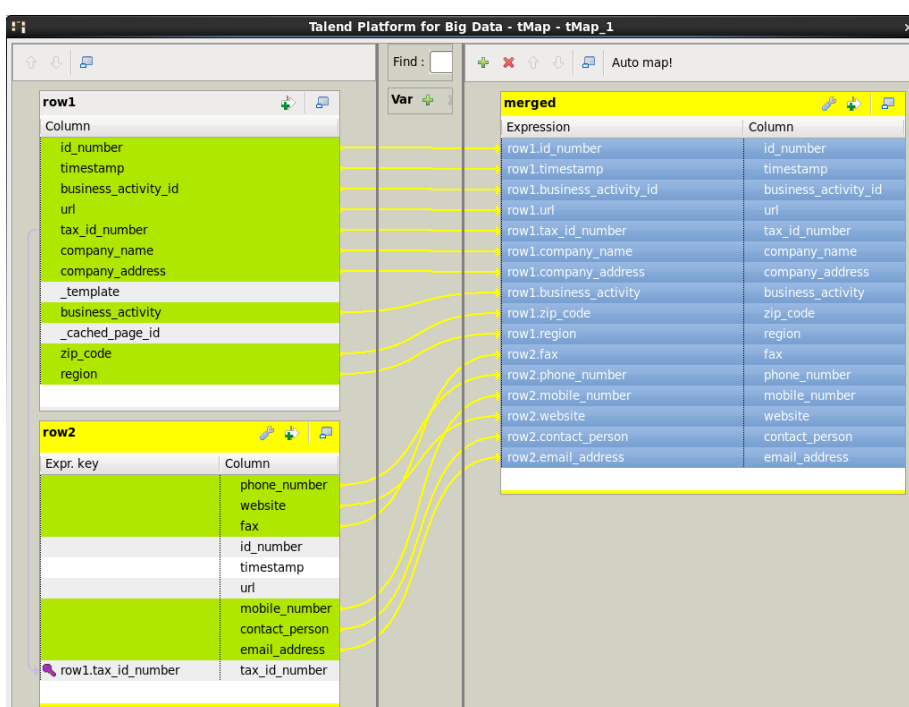 Talend Platform for Big Data - tMap - tMap_1
Find :
Auto map!
Var
row1
Column
id_number
timestamp
business_activity_id
url
tax_id_number
company_name
company_address
_template
business_activity
_cached_page_id
zip_code
region
row2
Expr. key Column
phone_number
website
fax
id_number
timestamp
url
mobile_number
contact_person
email_address
row1.tax_id_number tax_id_number
merged
Expression Column
row1.id_number id_number
row1.timestamp timestamp
row1.business_activity_id business_activity_id
row1.url url
row1.tax_id_number tax_id_number
row1.company_name company_name
row1.company_address company_address
row1.business_activity business_activity
row1.zip_code zip_code
row1.region region
row2.fax fax
row2.phone_number phone_number
row2.mobile_number mobile_number
row2.website website
row2.contact_person contact_person
row2.email_address email_address